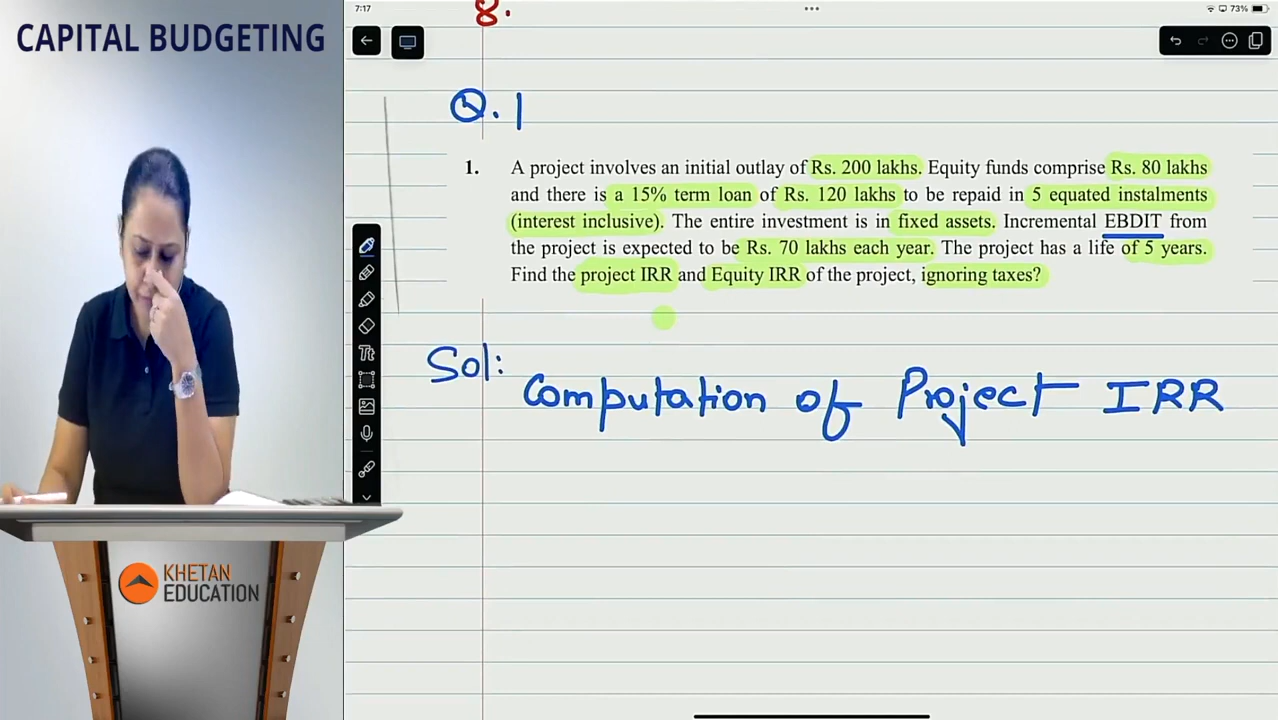 CAPITAL BUDGETING
7:17
8.
73%
Q.1
1. A project involves an initial outlay of Rs. 200 lakhs. Equity funds comprise Rs. 80 lakhs
and there is a 15% term loan of Rs. 120 lakhs to be repaid in 5 equated instalments
(interest inclusive). The entire investment is in fixed assets. Incremental EBDIT from
the project is expected to be Rs. 70 lakhs each year. The project has a life of 5 years.
Find the project IRR and Equity IRR of the project, ignoring taxes?
Sol:
Computation of Project IRR
Tt
KHETAN
EDUCATION